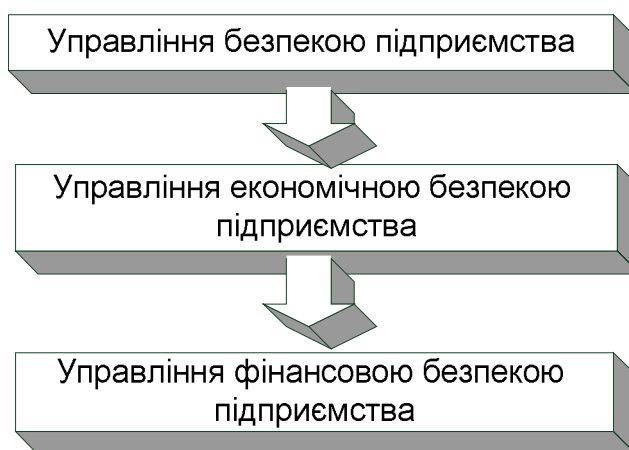 Управління безпекою підприємства
Управління економічною безпекою
підприємства
Управління фінансовою безпекою
підприємства